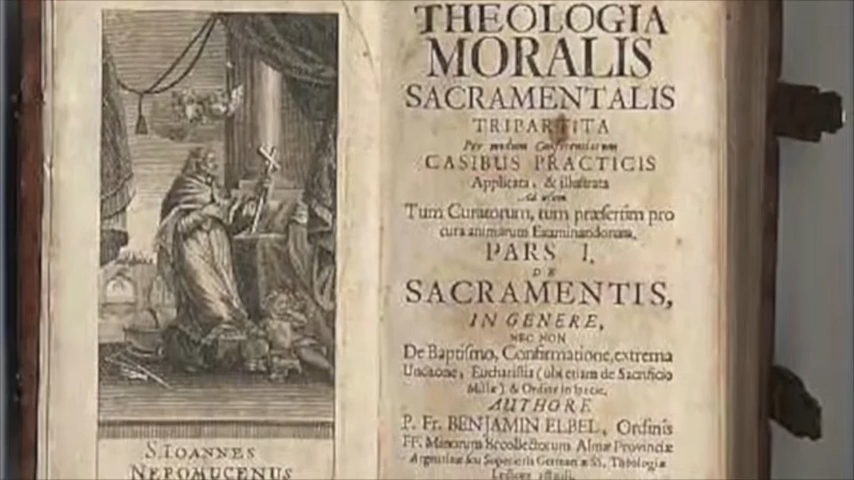 S. IOANNES
NEPOMUCENUS
THEOLOGIA
MORALIS
SACRAMENTALIS
TRIPARTITA
Per modum Conferentiarum
CASIBUS PRACTICIS
Applicata, & illustrata
Ad usum
Tum Curatorum, tum præsertim pro
cura animarum Examinandorum.
PARS I.
DE
SACRAMENTIS,
IN GENERE,
NEC NON
De Baptismo, Confirmatione, extrema
Unctione, Eucharistia (ubi etiam de Sacrificio
Missæ) & Ordine in specie.
AUTHORE
P. Fr. BENJAMIN ELBEL, Ordinis
FF. Minorum Recollectorum Almæ Provinciæ
Argentinæ seu Superioris Germaniæ SS. Theologiæ
Lectore